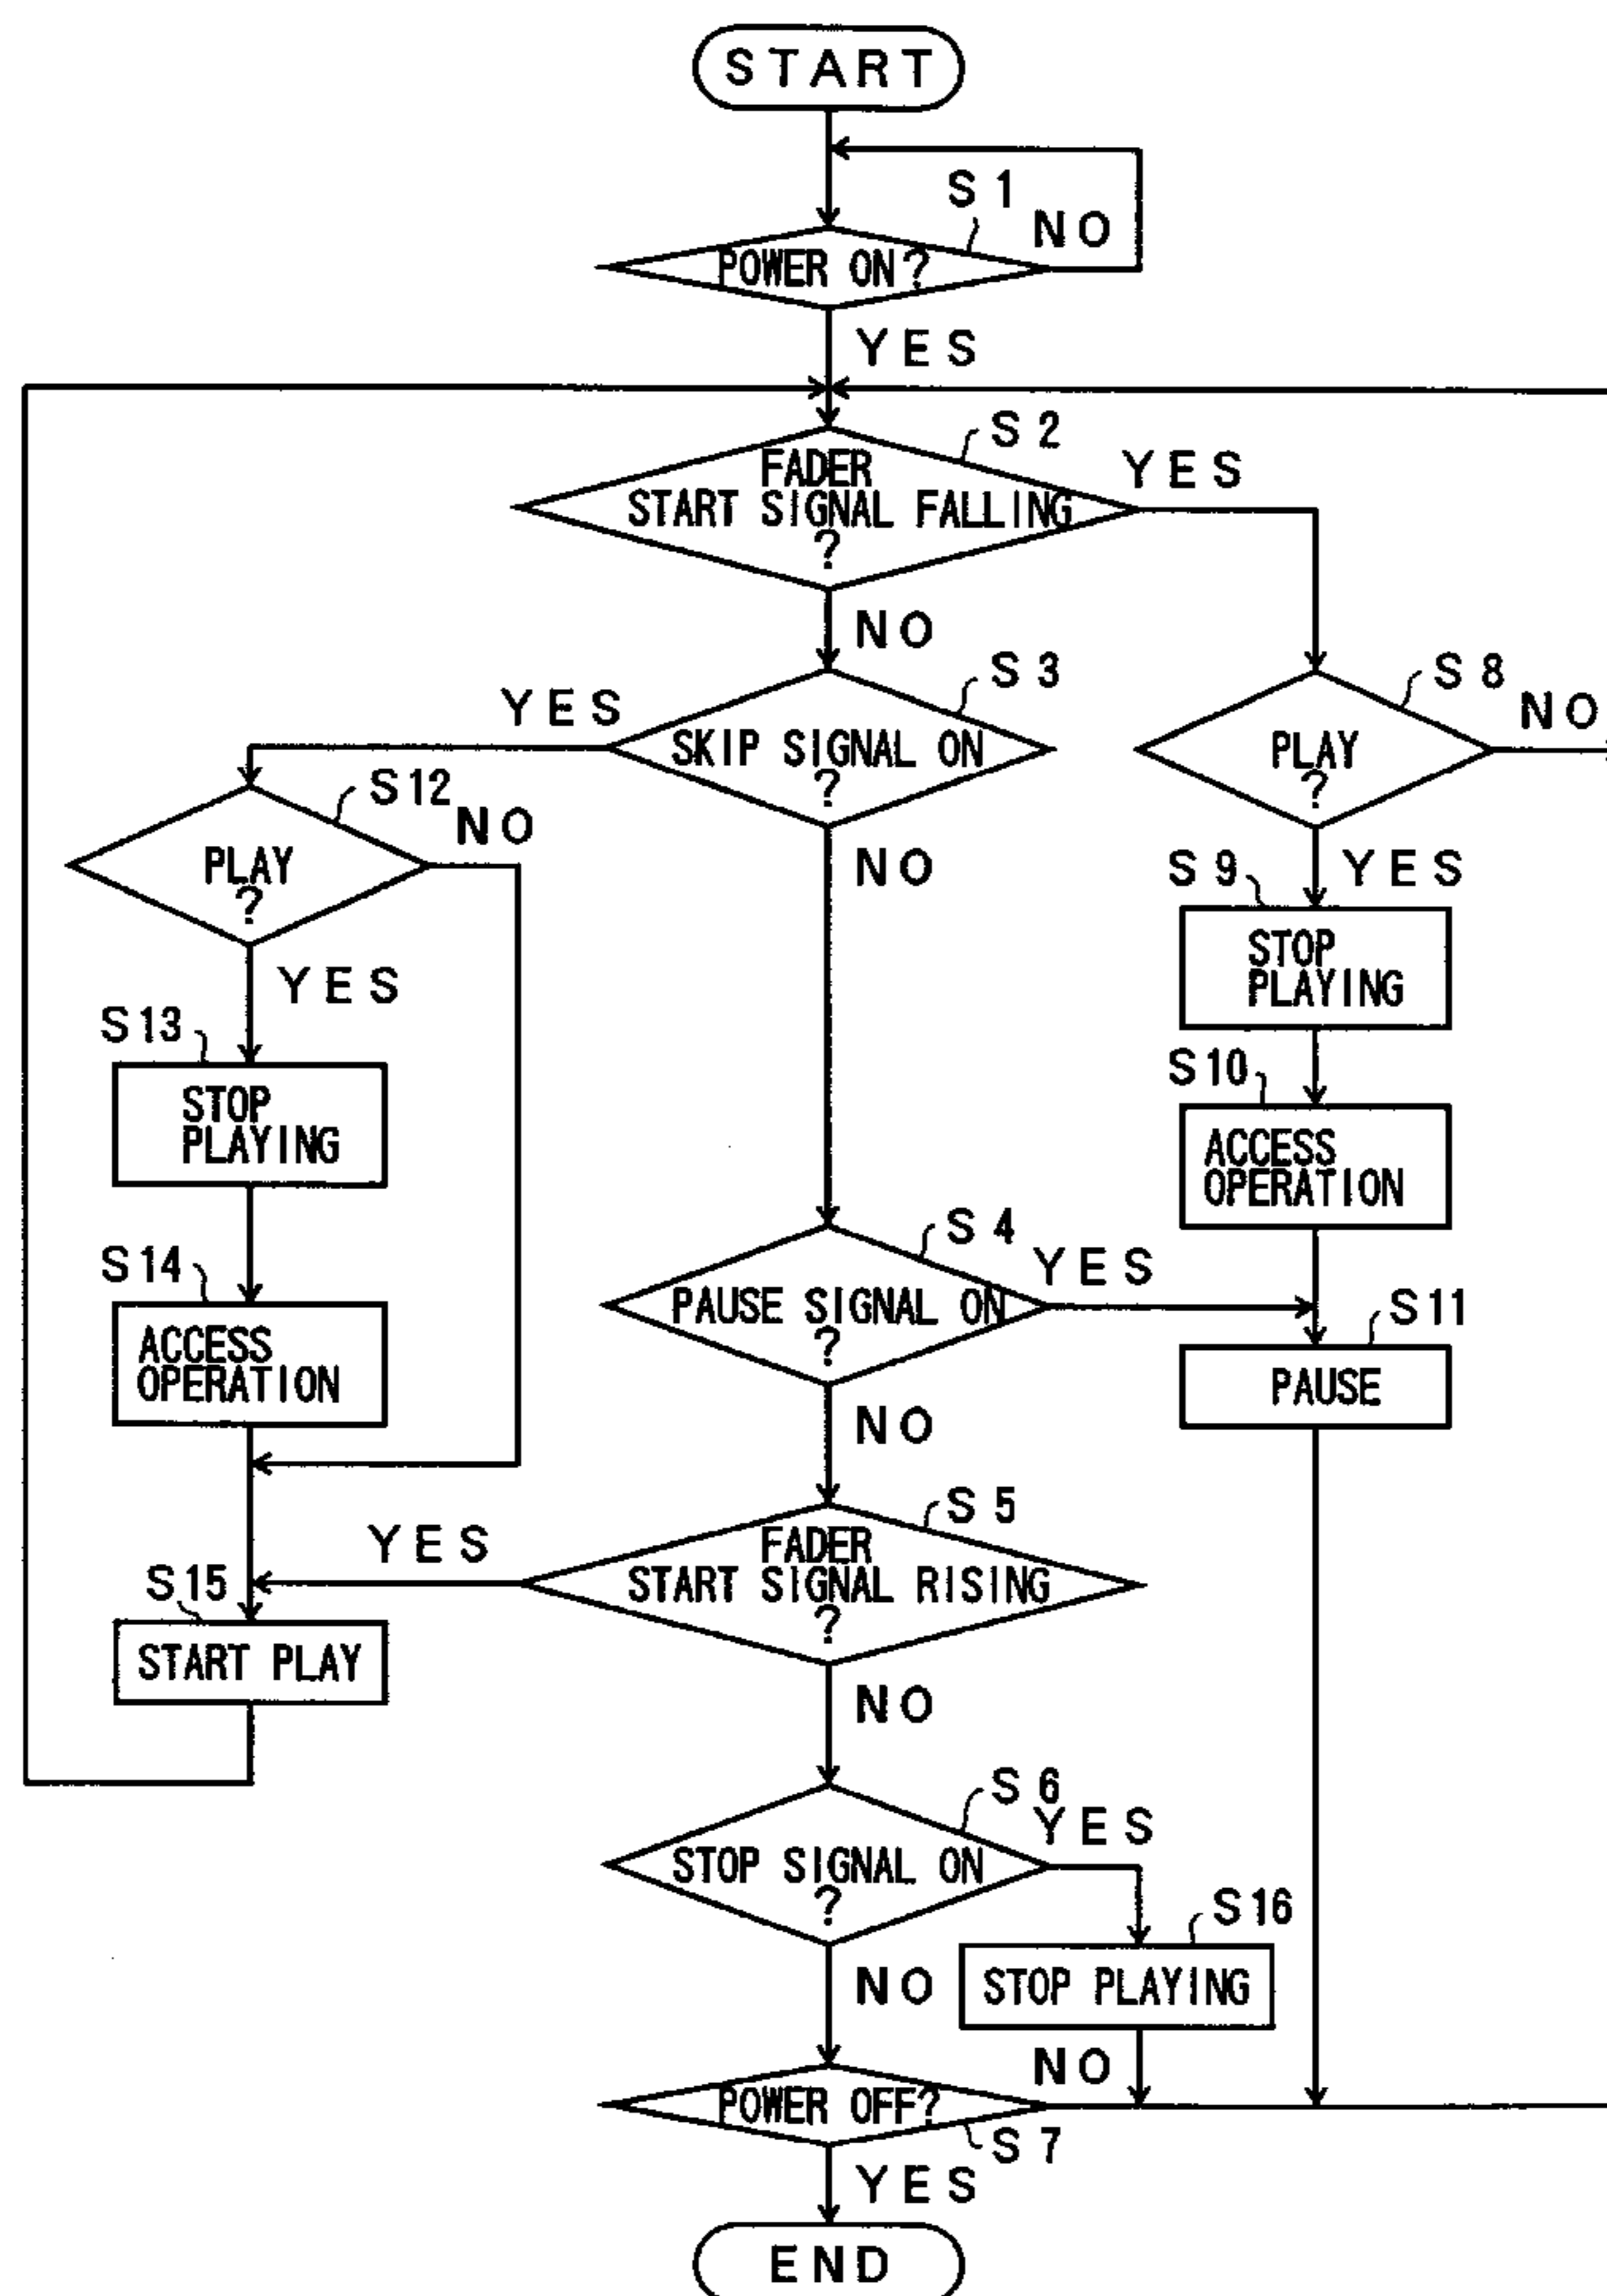 START
S1
NO
POWER ON?
YES
S2
FADER
START SIGNAL FALLING
?
YES
NO
S3
YES
SKIP SIGNAL ON
?
S8
NO
PLAY
?
S12
NO
PLAY
?
NO
S9
YES
STOP
PLAYING
YES
S13
STOP
PLAYING
S10
ACCESS
OPERATION
S4
YES
PAUSE SIGNAL ON
?
S14
ACCESS
OPERATION
S11
PAUSE
NO
S5
YES
FADER
START SIGNAL RISING
?
S15
START PLAY
NO
S6
YES
STOP SIGNAL ON
?
S16
NO
STOP PLAYING
NO
POWER OFF?
S7
YES
END